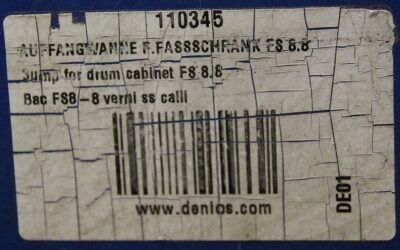 110345
AUFFANGWANNE F.FASSSCHRANK FS 8.8
Sump for drum cabinet FS 8.8
Bac FS8-8 verni ss calli
www.denios.com
DE01